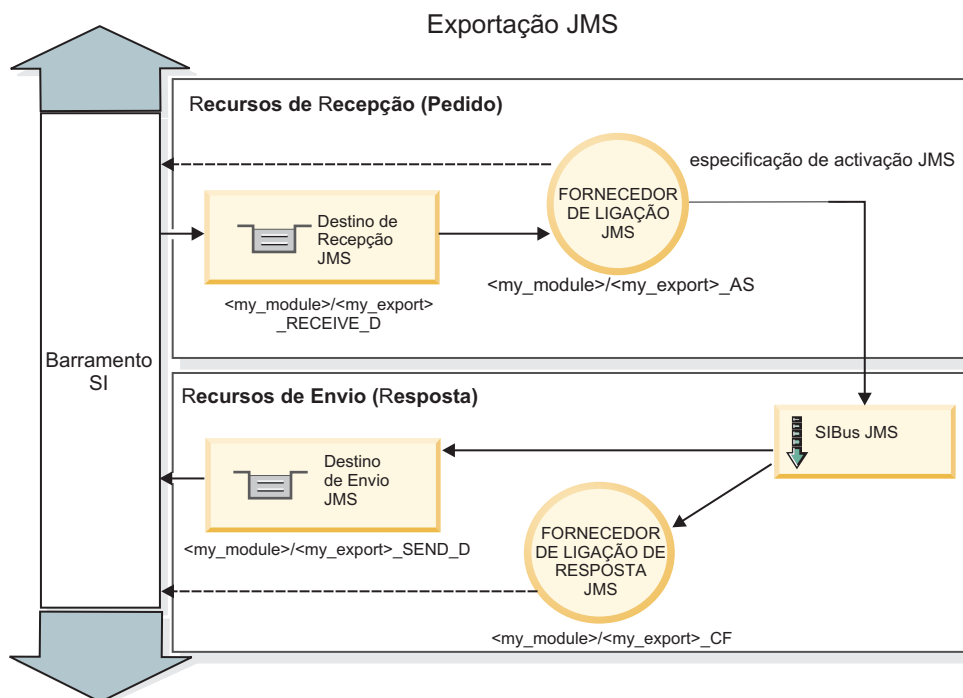 Exportação JMS
Recursos de Recepção (Pedido)
especificação de activação JMS
FORNECEDOR
DE LIGAÇÃO
JMS
Destino de
Recepção
JMS
<my_module>/<my_export>_AS
<my_module>/<my_export>
_RECEIVE_D
Barramento
SI
Recursos de Envio (Resposta)
SIBus JMS
Destino
de Envio
JMS
<my_module>/<my_export>_SEND_D
FORNECEDOR
DE LIGAÇÃO DE
RESPOSTA
JMS
<my_module>/<my_export>_CF